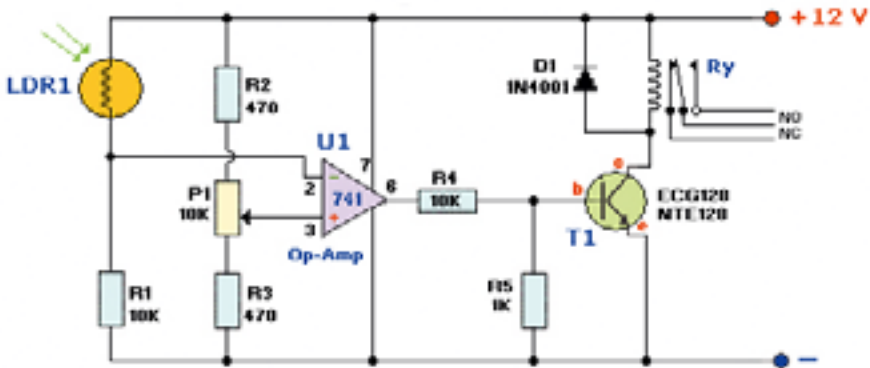 +12 V
LDR1
R2
470
D1
1N4001
Ry
NO
NC
U1
7
2
741
6
3
Op-Amp
P1
10K
R4
10K
b
c
e
ECG128
NTE128
T1
R1
10K
R3
470
R5
1K